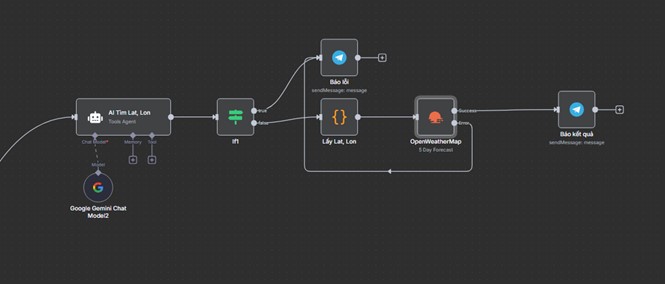 Báo lỗi
sendMessage: message
AI Tìm Lat, Lon
Tools Agent
Chat Model*
Memory
Tool
true
false
If1
Lấy Lat, Lon
Success
Error
OpenWeatherMap
5 Day Forecast
Báo kết quả
sendMessage: message
Model
Google Gemini Chat
Model2